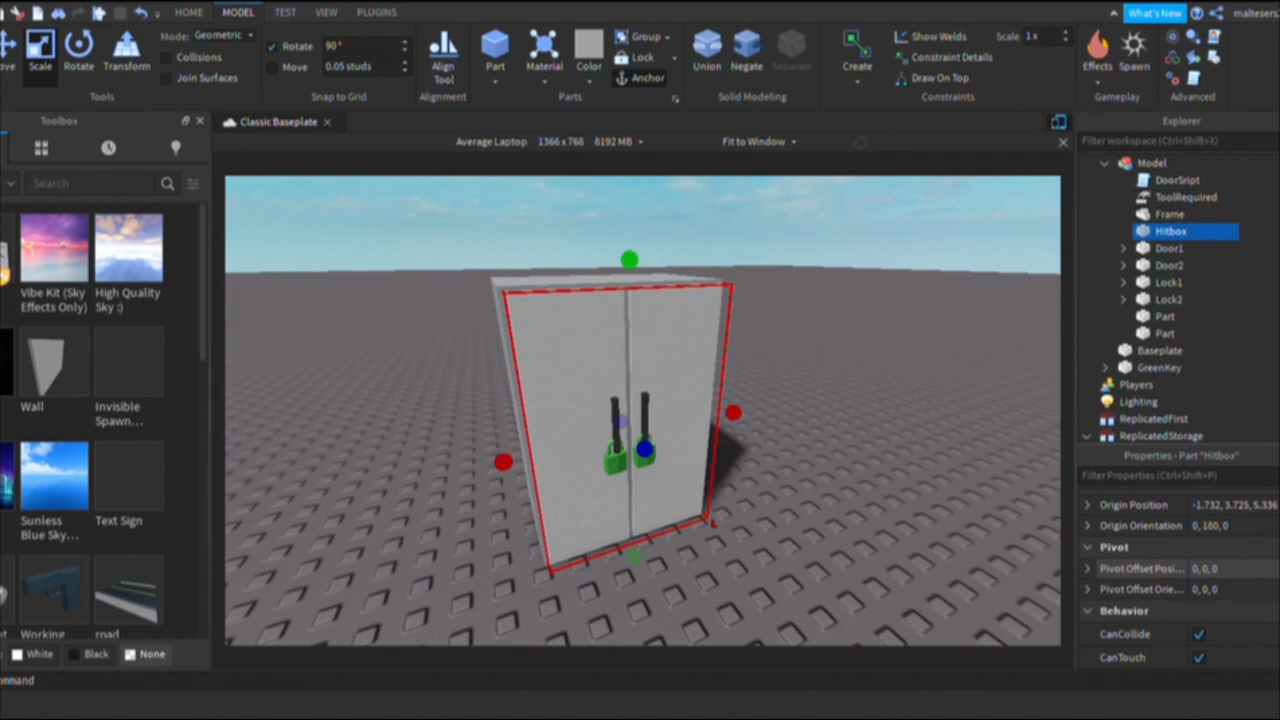 HOME MODEL TEST VIEW PLUGINS
What's New
maltesers
Mode: Geometric
Collisions
Join Surfaces
Scale Rotate Transform
Tools
Rotate 90°
Move 0.05 studs
Snap to Grid
Align
Tool
Alignment
Part Material Color
Group
Lock
Anchor
Parts
Union Negate Separate
Solid Modeling
Create
Show Welds
Scale 1x
Constraint Details
Draw On Top
Constraints
Effects Spawn
Gameplay
Advanced
Toolbox
Classic Baseplate
Search
Average Laptop 1366 x 768 8192 MB
Fit to Window
Vibe Kit (Sky
Effects Only)
High Quality
Sky :)
Wall
Invisible
Spawn...
Sunless
Blue Sky...
Text Sign
Working
road
White Black None
Explorer
Filter workspace (Ctrl+Shift+X)
Model
DoorSript
ToolRequired
Frame
Hitbox
Door1
Door2
Lock1
Lock2
Part
Part
Baseplate
GreenKey
Players
Lighting
ReplicatedFirst
ReplicatedStorage
Properties - Part "Hitbox"
Filter Properties (Ctrl+Shift+P)
Origin Position -1.732, 3.725, 5.336
Origin Orientation 0, 180, 0
Pivot
Pivot Offset Posi... 0, 0, 0
Pivot Offset Orie... 0, 0, 0
Behavior
CanCollide
CanTouch